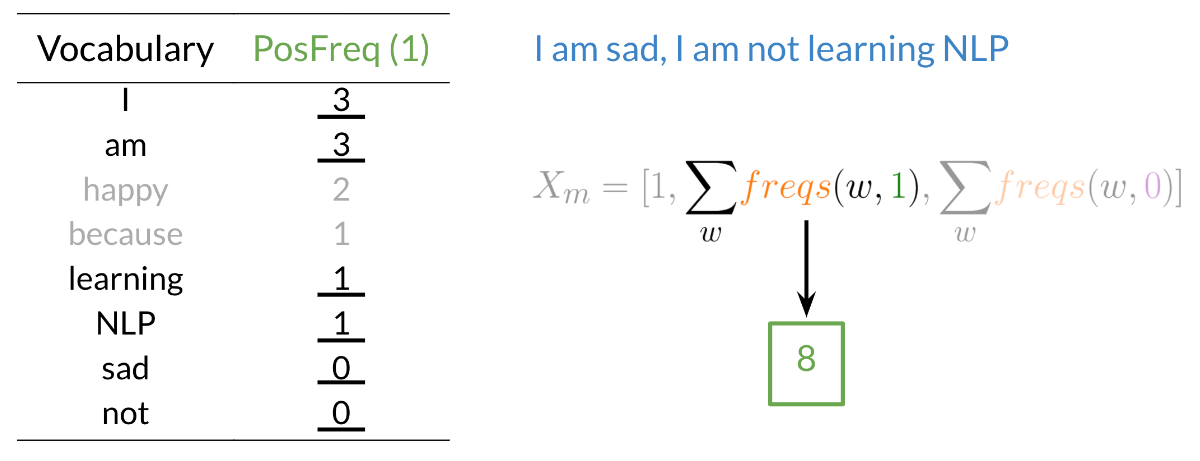 Vocabulary PosFreq (1)
I 3
am 3
happy 2
because 1
learning 1
NLP 1
sad 0
not 0
I am sad, I am not learning NLP
X_m = [1, ∑_w freqs(w, 1), ∑_w freqs(w, 0)]
8